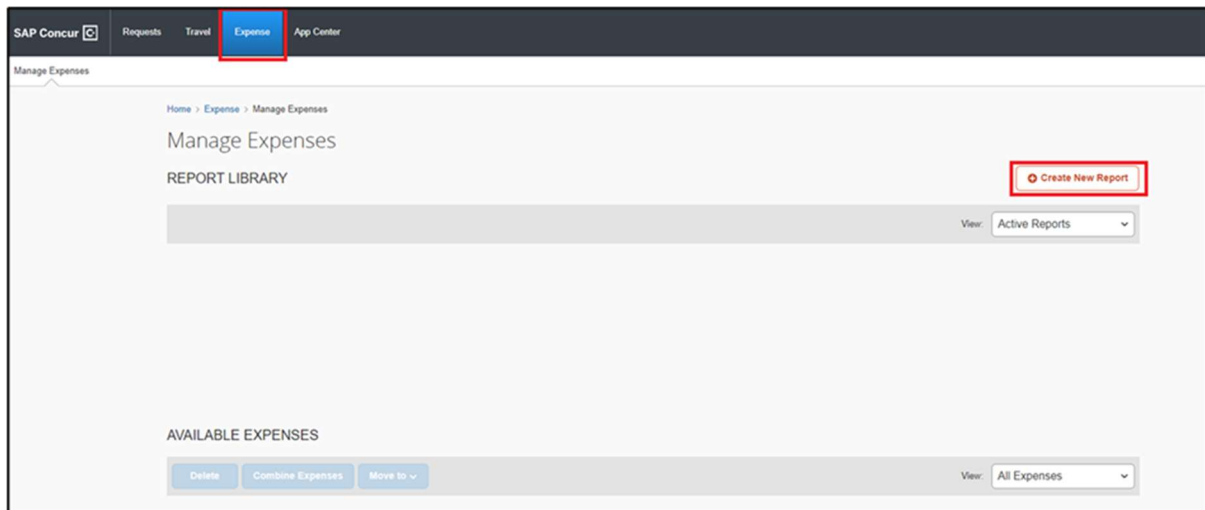 SAP Concur C Requests Travel Expense App Center
Manage Expenses
Home > Expense > Manage Expenses
Manage Expenses
REPORT LIBRARY
Create New Report
View: Active Reports
AVAILABLE EXPENSES
Delete Combine Expenses Move to View: All Expenses